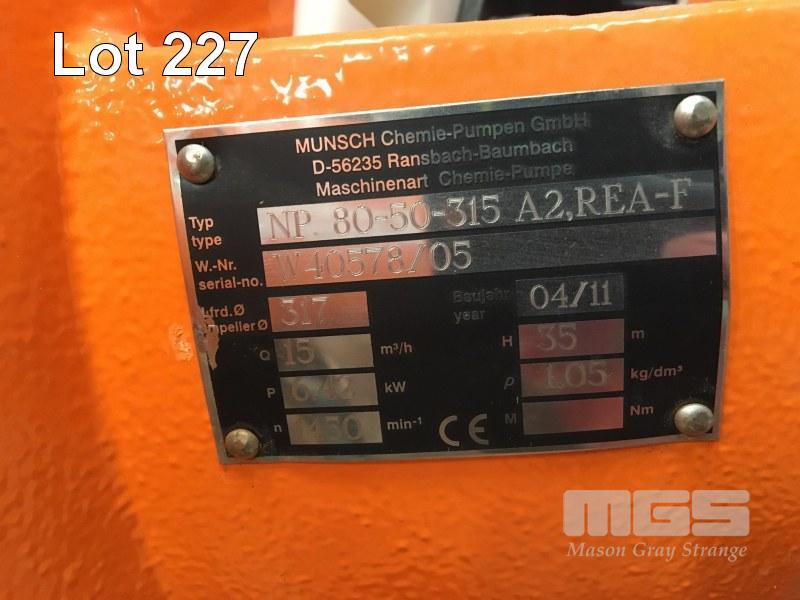 Lot 227
MUNSCH Chemie-Pumpen GmbH
D-56235 Ransbach-Baumbach
Maschinenart Chemie-Pumpe
Typ type NP 80-50-315 A2,REA-F
W.-Nr. serial-no. W40578/05
Lfrd.Ø impeller Ø 317 Baujahr year 04/11
Q 15 m³/h H 35 m
P kW ρ 1,05 kg/dm³
n min-1 M Nm
CE
MGS
Mason Gray Strange